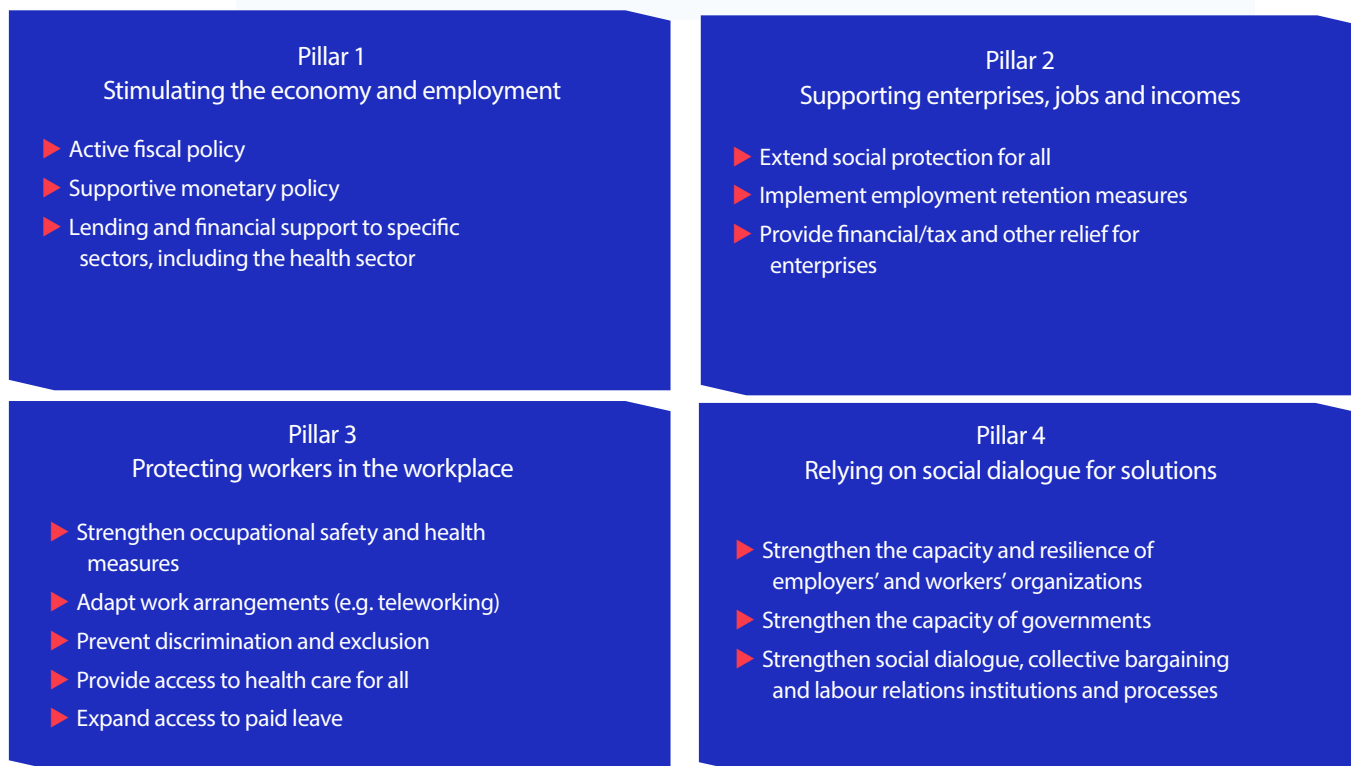 Pillar 1
Stimulating the economy and employment
▶ Active fiscal policy
▶ Supportive monetary policy
▶ Lending and financial support to specific
sectors, including the health sector
Pillar 2
Supporting enterprises, jobs and incomes
▶ Extend social protection for all
▶ Implement employment retention measures
▶ Provide financial/tax and other relief for
enterprises
Pillar 3
Protecting workers in the workplace
▶ Strengthen occupational safety and health
measures
▶ Adapt work arrangements (e.g. teleworking)
▶ Prevent discrimination and exclusion
▶ Provide access to health care for all
▶ Expand access to paid leave
Pillar 4
Relying on social dialogue for solutions
▶ Strengthen the capacity and resilience of
employers’ and workers’ organizations
▶ Strengthen the capacity of governments
▶ Strengthen social dialogue, collective bargaining
and labour relations institutions and processes